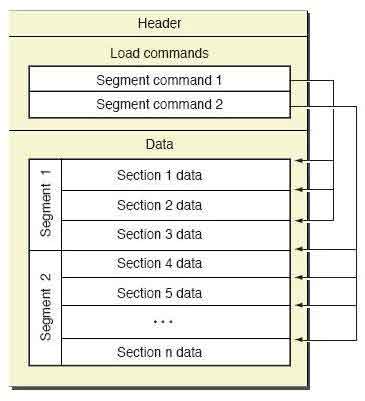 Header
Load commands
Segment command 1
Segment command 2
Data
Segment 1
Section 1 data
Section 2 data
Section 3 data
Segment 2
Section 4 data
Section 5 data
...
Section n data